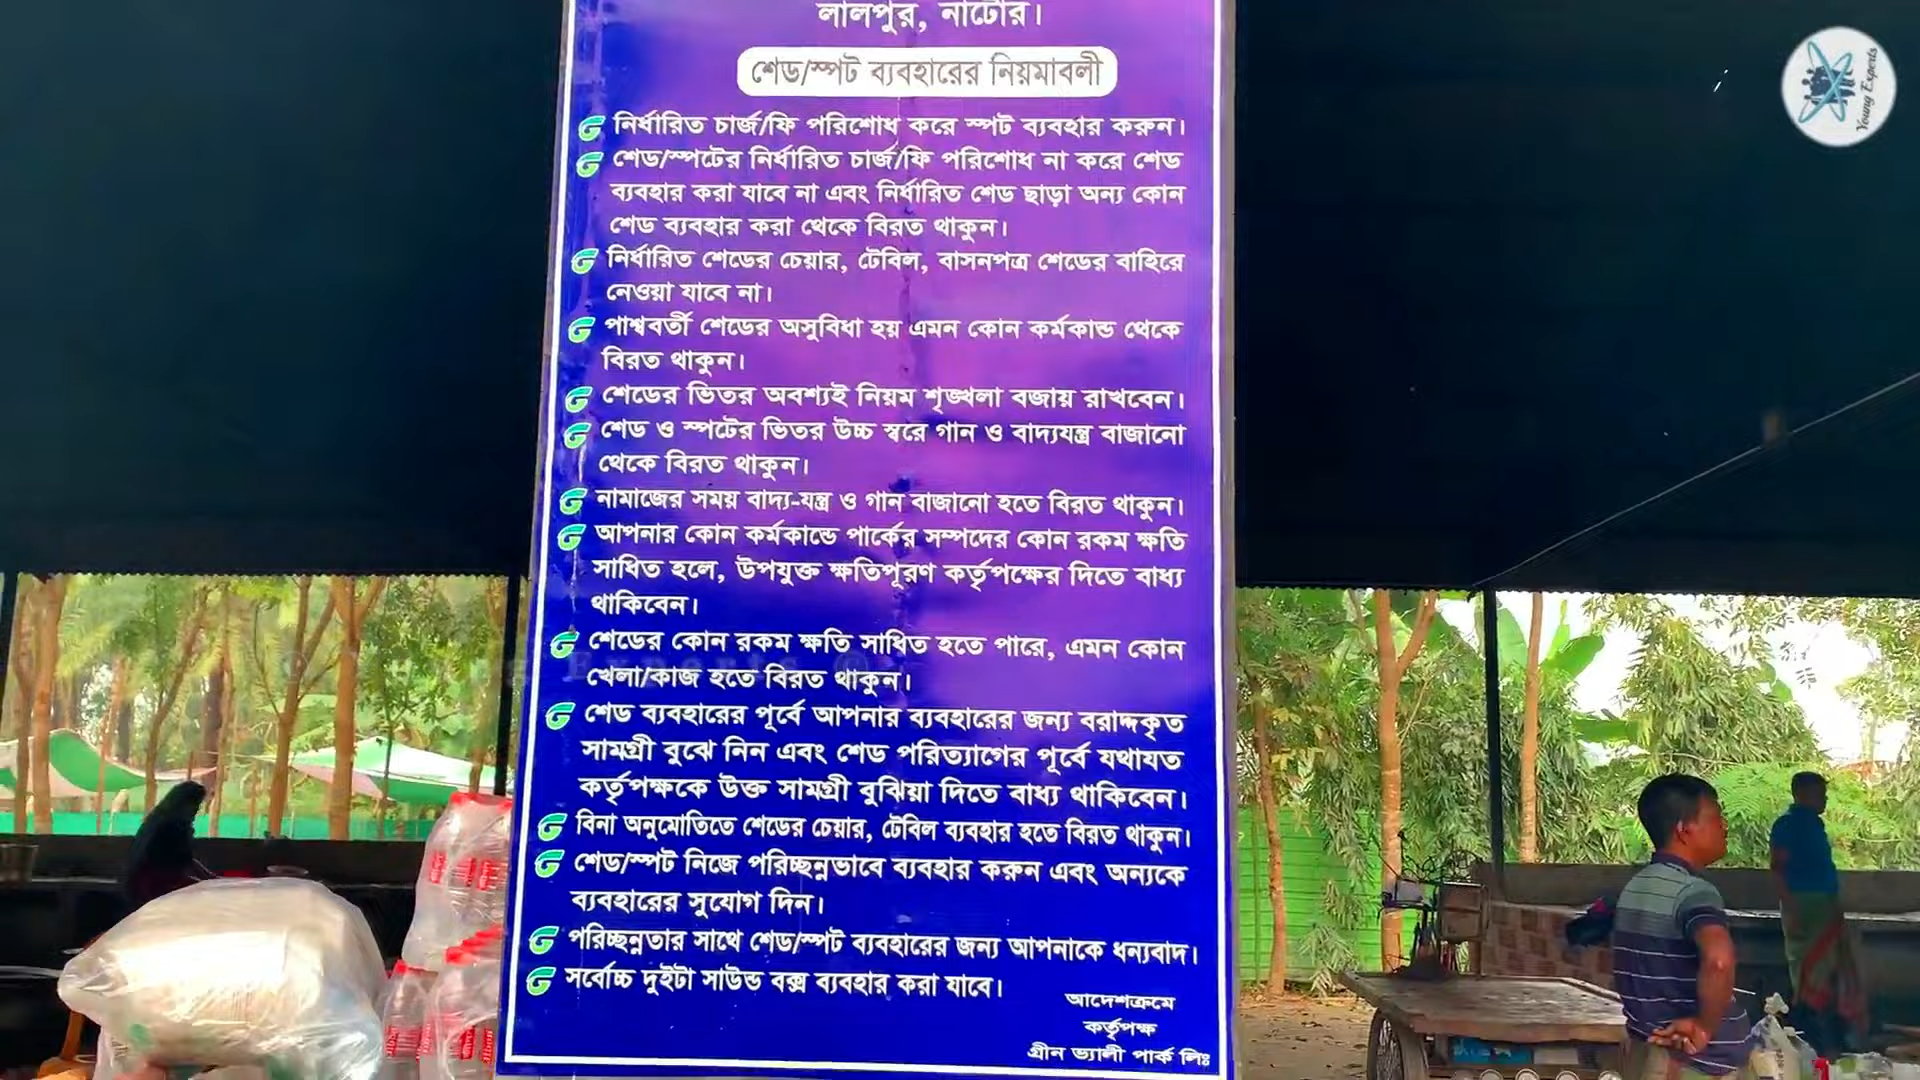 লালপুর, নাটোর।
শেড/স্পট ব্যবহারের নিয়মাবলী
নির্ধারিত চার্জ/ফি পরিশোধ করে স্পট ব্যবহার করুন।
শেড/স্পটের নির্ধারিত চার্জ/ফি পরিশোধ না করে শেড
ব্যবহার করা যাবে না এবং নির্ধারিত শেড ছাড়া অন্য কোন
শেড ব্যবহার করা থেকে বিরত থাকুন।
নির্ধারিত শেডের চেয়ার, টেবিল, বাসনপত্র শেডের বাহিরে
নেওয়া যাবে না।
পাশ্ববর্তী শেডের অসুবিধা হয় এমন কোন কর্মকান্ড থেকে
বিরত থাকুন।
শেডের ভিতর অবশ্যই নিয়ম শৃঙ্খলা বজায় রাখবেন।
শেড ও স্পটের ভিতর উচ্চ স্বরে গান ও বাদ্যযন্ত্র বাজানো
থেকে বিরত থাকুন।
নামাজের সময় বাদ্য-যন্ত্র ও গান বাজানো হতে বিরত থাকুন।
আপনার কোন কর্মকান্ডে পার্কের সম্পদের কোন রকম ক্ষতি
সাধিত হলে, উপযুক্ত ক্ষতিপূরণ কর্তৃপক্ষের দিতে বাধ্য
থাকিবেন।
শেডের কোন রকম ক্ষতি সাধিত হতে পারে, এমন কোন
খেলা/কাজ হতে বিরত থাকুন।
শেড ব্যবহারের পূর্বে আপনার ব্যবহারের জন্য বরাদ্দকৃত
সামগ্রী বুঝে নিন এবং শেড পরিত্যাগের পূর্বে যথাযত
কর্তৃপক্ষকে উক্ত সামগ্রী বুঝিয়া দিতে বাধ্য থাকিবেন।
বিনা অনুমোতিতে শেডের চেয়ার, টেবিল ব্যবহার হতে বিরত থাকুন।
শেড/স্পট নিজে পরিচ্ছন্নভাবে ব্যবহার করুন এবং অন্যকে
ব্যবহারের সুযোগ দিন।
পরিচ্ছন্নতার সাথে শেড/স্পট ব্যবহারের জন্য আপনাকে ধন্যবাদ।
সর্বোচ্চ দুইটা সাউন্ড বক্স ব্যবহার করা যাবে।
আদেশক্রমে
কর্তৃপক্ষ
গ্রীন ভ্যালী পার্ক লিঃ
Young Experts